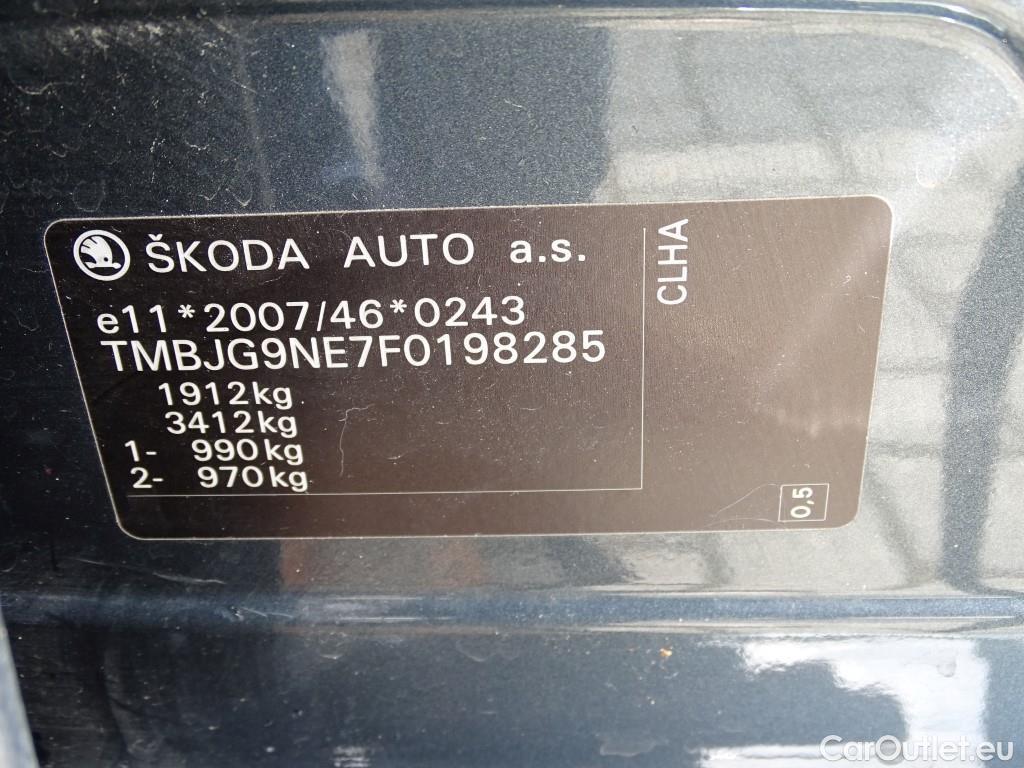 ŠKODA AUTO a.s.
e11*2007/46*0243
TMBJG9NE7F0198285
1912kg
3412kg
1- 990kg
2- 970kg
CLHA
0,5
CarOutlet.eu